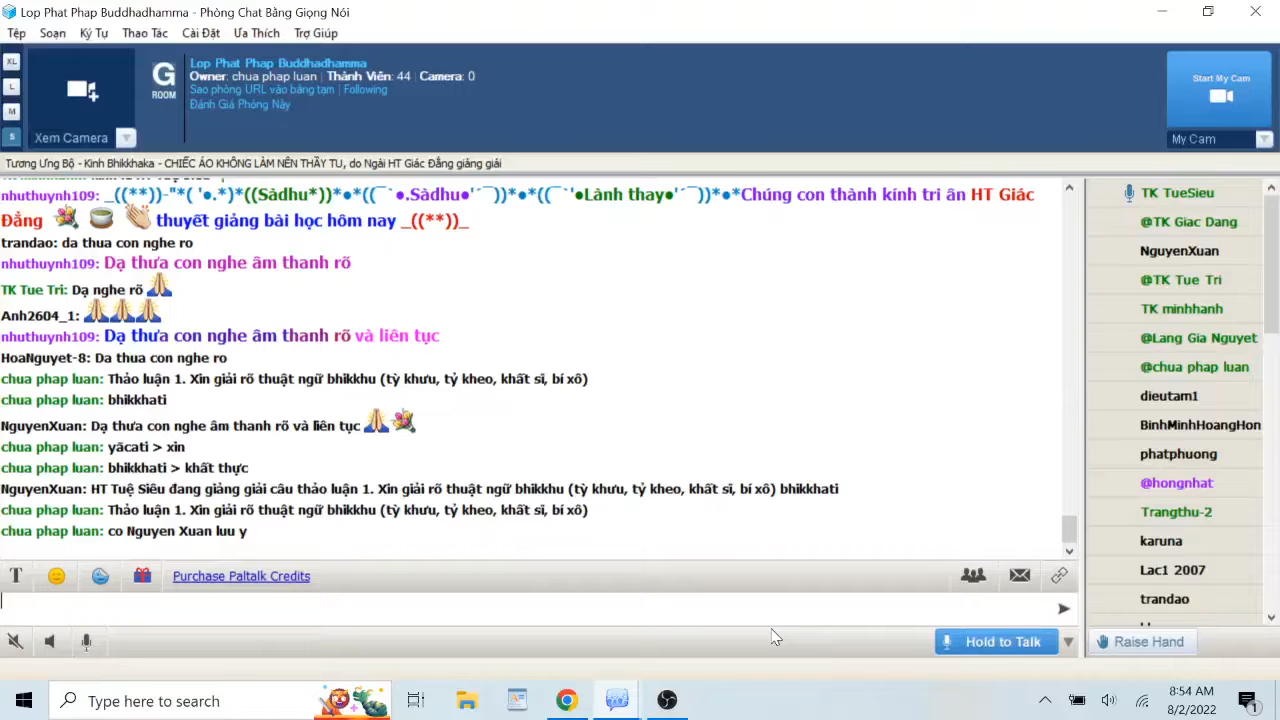 Lop Phat Phap Buddhadhamma - Phòng Chat Bằng Giọng Nói
Tệp Soạn Ký Tự Thao Tác Cài Đặt Ưa Thích Trợ Giúp
XL
L
M
S
Xem Camera
G
ROOM
Lop Phat Phap Buddhadhamma
Owner: chua phap luan | Thành Viên: 44 | Camera: 0
Sao phòng URL vào bảng tạm | Following
Đánh Giá Phòng Này
Start My Cam
My Cam
Tương Ưng Bộ - Kinh Bhikkhaka - CHIẾC ÁO KHÔNG LÀM NÊN THẦY TU, do Ngài HT Giác Đẳng giảng giải
nhuthuynh109: _((**))-"*( '●.*)*((Sàdhu*))*●*((¯`●.Sàdhu●'´¯))*●*((¯`'●Lành thay●'´¯))*●*Chúng con thành kính tri ân HT Giác
Đẳng thuyết giảng bài học hôm nay _((**))_
trandao: da thua con nghe ro
nhuthuynh109: Dạ thưa con nghe âm thanh rõ
TK Tue Tri: Dạ nghe rõ
Anh2604_1:
nhuthuynh109: Dạ thưa con nghe âm thanh rõ và liên tục
HoaNguyet-8: Da thua con nghe ro
chua phap luan: Thảo luận 1. Xin giải rõ thuật ngữ bhikkhu (tỳ khưu, tỷ kheo, khất sĩ, bí xô)
chua phap luan: bhikkhati
NguyenXuan: Dạ thưa con nghe âm thanh rõ và liên tục
chua phap luan: yācati > xin
chua phap luan: bhikkhati > khất thực
NguyenXuan: HT Tuệ Siêu đang giảng giải câu thảo luận 1. Xin giải rõ thuật ngữ bhikkhu (tỳ khưu, tỷ kheo, khất sĩ, bí xô) bhikkhati
chua phap luan: Thảo luận 1. Xin giải rõ thuật ngữ bhikkhu (tỳ khưu, tỷ kheo, khất sĩ, bí xô)
chua phap luan: co Nguyen Xuan luu y
TK TueSieu
@TK Giac Dang
NguyenXuan
@TK Tue Tri
TK minhhanh
@Lang Gia Nguyet
@chua phap luan
dieutam1
BinhMinhHoangHon
phatphuong
@hongnhat
Trangthu-2
karuna
Lac1 2007
trandao
T Purchase Paltalk Credits
Hold to Talk
Raise Hand
Type here to search
8:54 AM
8/2/2022
1